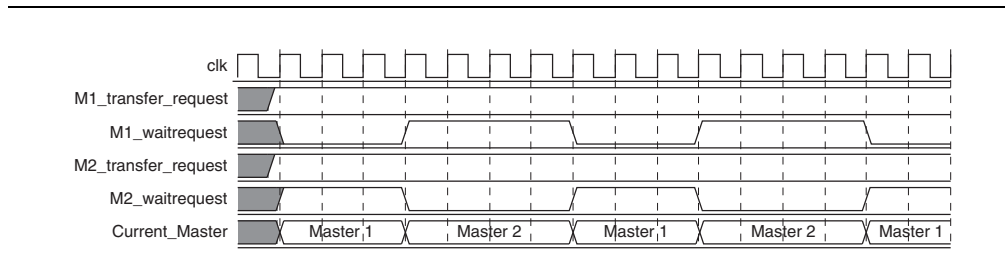 clk
M1_transfer_request
M1_waitrequest
M2_transfer_request
M2_waitrequest
Current_Master Master 1 Master 2 Master 1 Master 2 Master 1